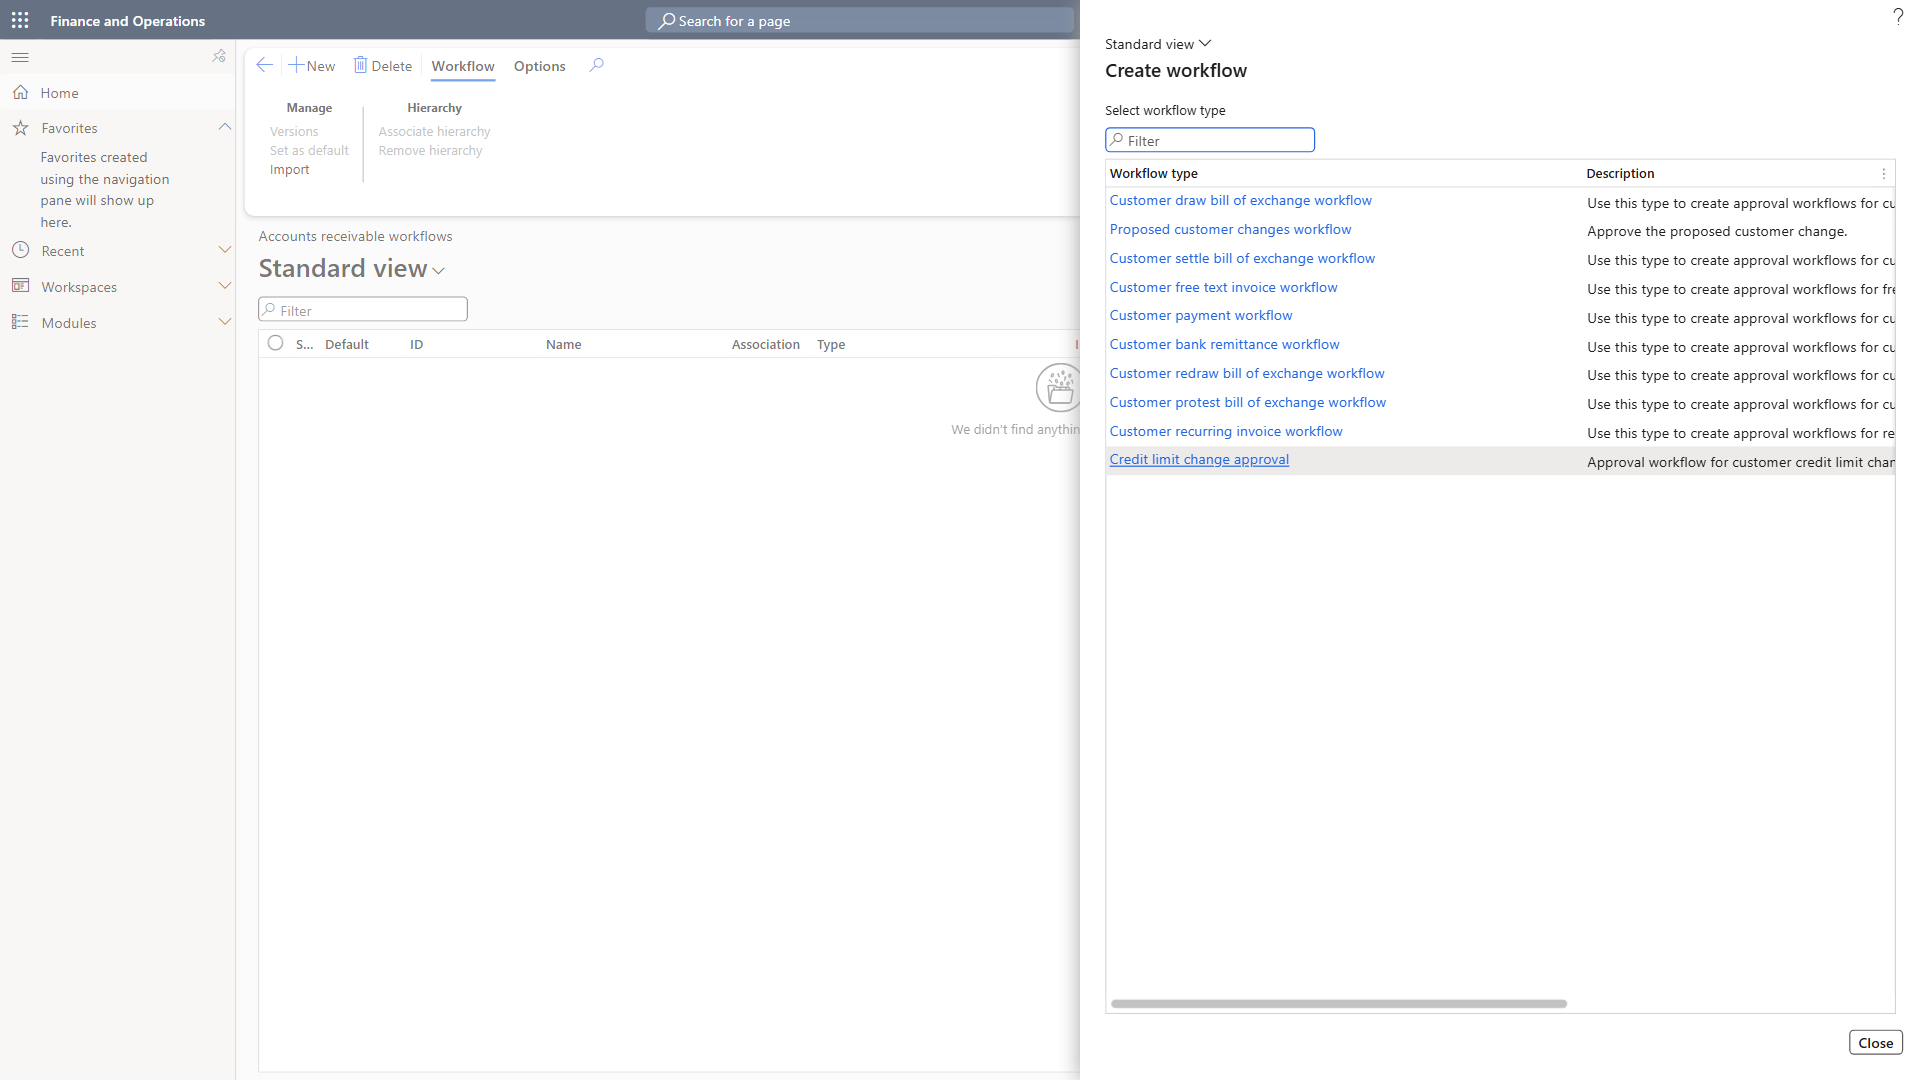 Finance and Operations
Search for a page
?
New
Delete
Workflow
Options
Home
Favorites
Favorites created
using the navigation
pane will show up
here.
Recent
Workspaces
Modules
Manage
Versions
Set as default
Import
Hierarchy
Associate hierarchy
Remove hierarchy
Accounts receivable workflows
Standard view
Filter
S... Default ID Name Association Type
We didn't find anythin
Standard view
Create workflow
Select workflow type
Filter
Workflow type Description
Customer draw bill of exchange workflow Use this type to create approval workflows for cu
Proposed customer changes workflow Approve the proposed customer change.
Customer settle bill of exchange workflow Use this type to create approval workflows for cu
Customer free text invoice workflow Use this type to create approval workflows for fre
Customer payment workflow Use this type to create approval workflows for cu
Customer bank remittance workflow Use this type to create approval workflows for cu
Customer redraw bill of exchange workflow Use this type to create approval workflows for cu
Customer protest bill of exchange workflow Use this type to create approval workflows for cu
Customer recurring invoice workflow Use this type to create approval workflows for re
Credit limit change approval Approval workflow for customer credit limit chan
Close